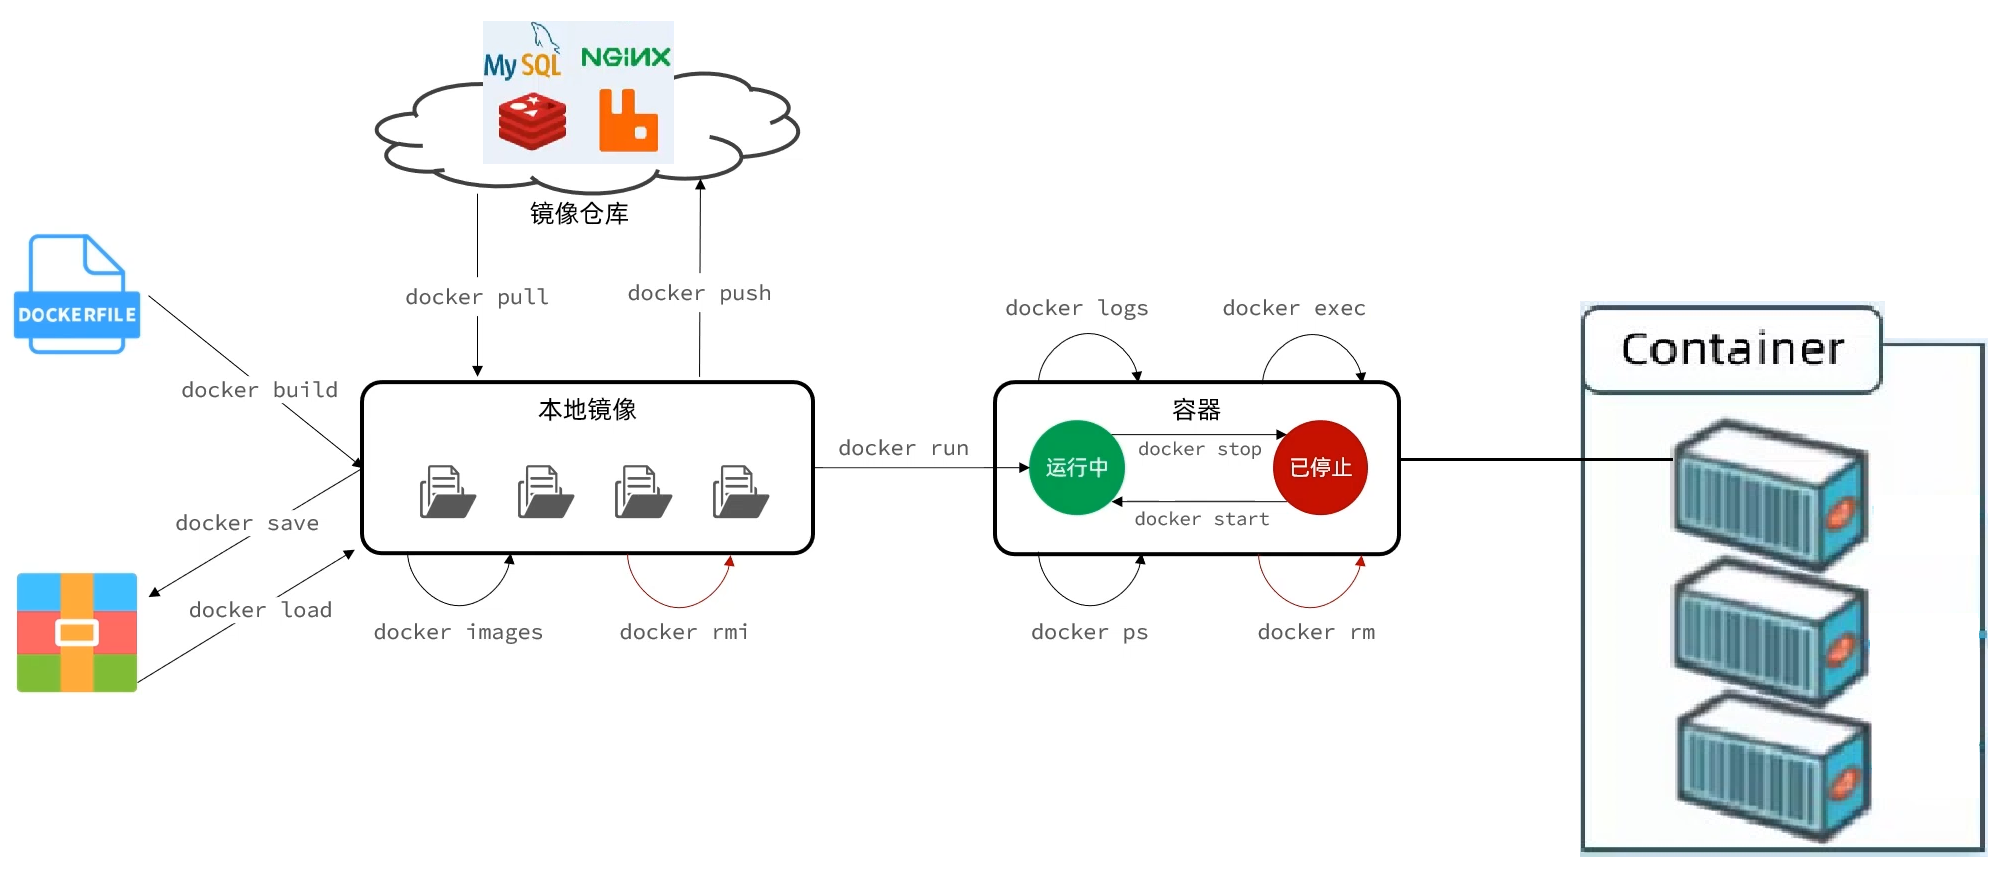 MySQL
NGINX
镜像仓库
DOCKERFILE
docker pull
docker push
docker logs
docker exec
Container
docker build
本地镜像
容器
docker run
运行中
docker stop
已停止
docker start
docker save
docker load
docker images
docker rmi
docker ps
docker rm